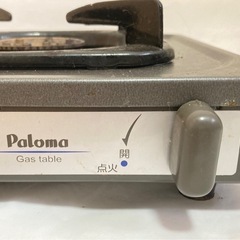 Paloma
Gas table
開
点火